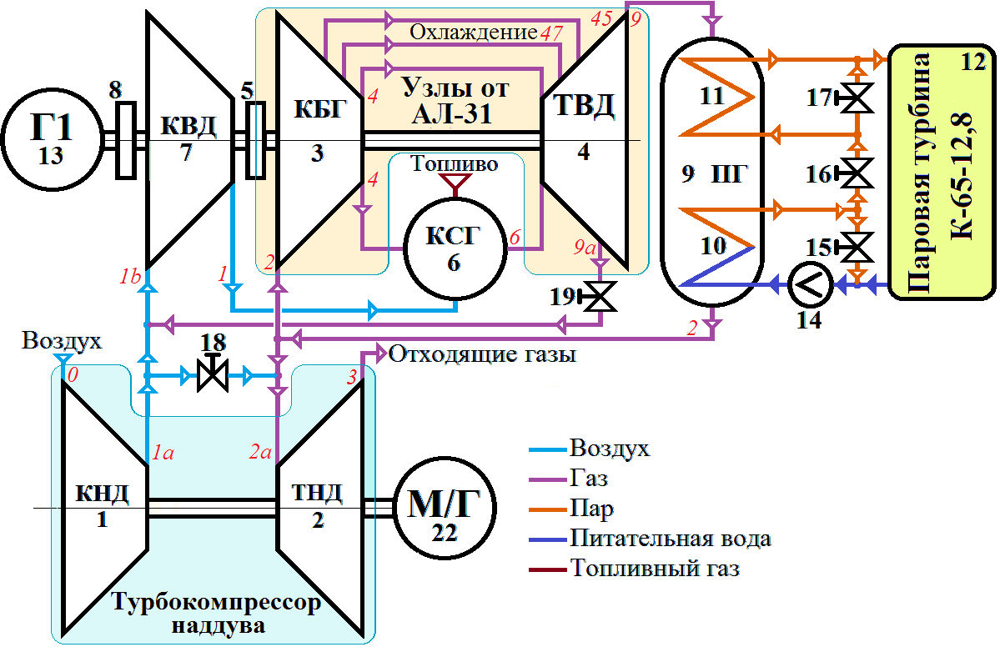 45
9
Охлаждение
47
12
8
5
4
17
11
Г1
13
КВД
7
КБГ
3
Узлы от
АЛ-31
ТВД
4
Паровая турбина
К-65-12,8
Топливо
9 ПГ
16
4
КСГ
6
6
9a
10
15
1b
1
2
19
14
2
Воздух
18
Отходящие газы
0
3
1a
2a
КНД
1
ТНД
2
М/Г
22
Турбокомпрессор
наддува
Воздух
Газ
Пар
Питательная вода
Топливный газ